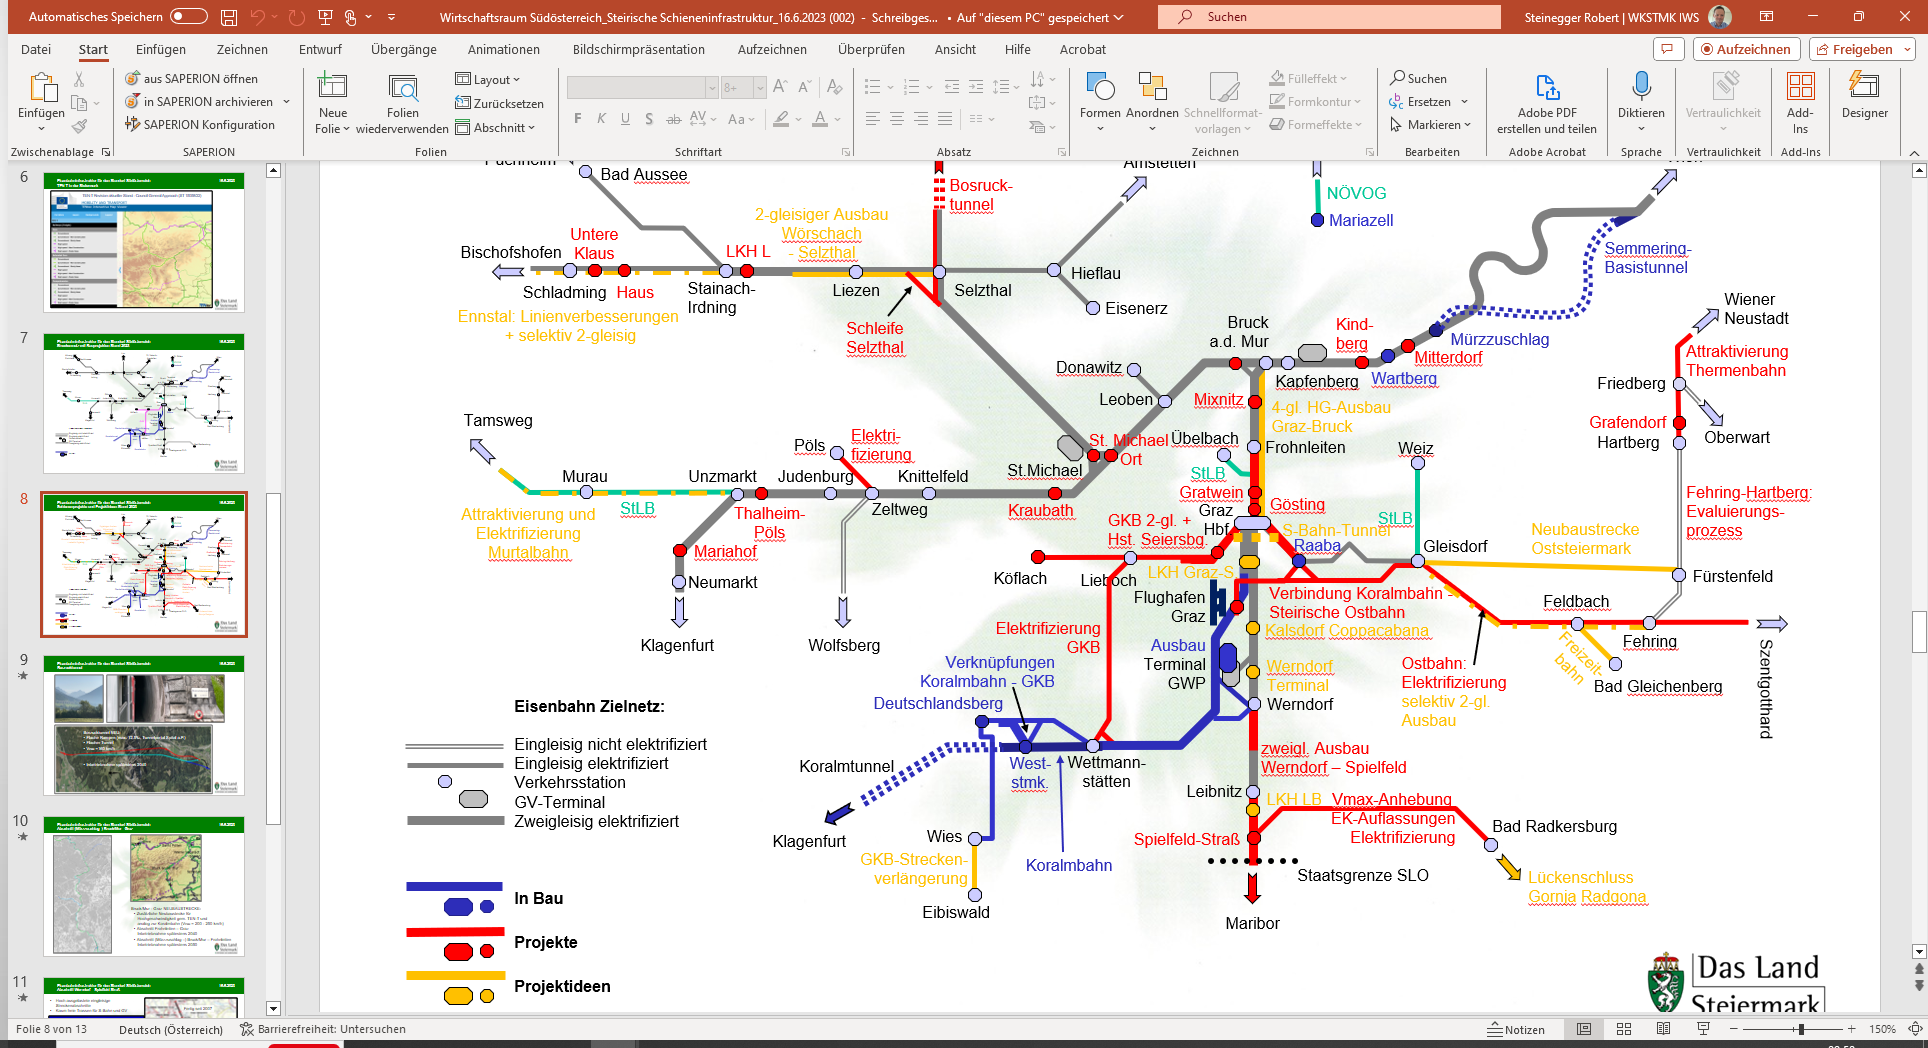 Automatisches Speichern
Wirtschaftsraum Südösterreich_Steirische Schieneninfrastruktur_16.6.2023 (002) - Schreibges... • Auf "diesem PC" gespeichert
Suchen
Steinegger Robert | WKSTMK IWS
Datei Start Einfügen Zeichnen Entwurf Übergänge Animationen Bildschirmpräsentation Aufzeichnen Überprüfen Ansicht Hilfe Acrobat
Aufzeichnen
Freigeben
Einfügen
Zwischenablage
aus SAPERION öffnen
in SAPERION archivieren
SAPERION Konfiguration
SAPERION
Neue
Folie
Folien
wiederverwenden
Layout
Zurücksetzen
Abschnitt
Folien
8+
F K U S ab AV Aa
Schriftart
Absatz
Formen
Anordnen
Schnellformat-
vorlagen
Fülleffekt
Formkontur
Formeffekte
Zeichnen
Suchen
Ersetzen
Markieren
Bearbeiten
Adobe PDF
erstellen und teilen
Adobe Acrobat
Diktieren
Sprache
Vertraulichkeit
Vertraulichkeit
Add-
Ins
Add-Ins
Designer
6
7
8
9
10
11
Bad Aussee
Amstetten
Bosruck-
tunnel
NÖVOG
Mariazell
Semmering-
Basistunnel
2-gleisiger Ausbau
Wörschach
- Selzthal
Bischofshofen
Untere
Klaus
LKH L
Schladming
Haus
Stainach-
Irdning
Liezen
Selzthal
Hieflau
Eisenerz
Ennstal: Linienverbesserungen
+ selektiv 2-gleisig
Schleife
Selzthal
Wiener
Neustadt
Bruck
a.d. Mur
Kind-
berg
Mürzzuschlag
Mitterdorf
Wartberg
Kapfenberg
Attraktivierung
Thermenbahn
Friedberg
Donawitz
Leoben
Mixnitz
4-gl. HG-Ausbau
Graz-Bruck
Grafendorf
Hartberg
Oberwart
Tamsweg
Pöls
Elektri-
fizierung
St. Michael
Ort
Übelbach
Frohnleiten
Weiz
Murau
Unzmarkt
Judenburg
Knittelfeld
St.Michael
StLB
StLB
Gratwein
Gösting
Attraktivierung und
Elektrifizierung
Murtalbahn
Thalheim-
Pöls
Zeltweg
Kraubath
Graz
Hbf
S-Bahn-Tunnel
StLB
Fehring-Hartberg:
Evaluierungs-
prozess
GKB 2-gl. +
Hst. Seiersbg.
Raaba
Gleisdorf
Neubaustrecke
Oststeiermark
Mariahof
Neumarkt
Köflach
Lieboch
LKH Graz-S
Fürstenfeld
Flughafen
Graz
Verbindung Koralmbahn -
Steirische Ostbahn
Kalsdorf Coppacabana
Feldbach
Fehring
Klagenfurt
Wolfsberg
Elektrifizierung
GKB
Ausbau
Terminal
GWP
Werndorf
Terminal
Werndorf
Ostbahn:
Elektrifizierung
selektiv 2-gl.
Ausbau
Freizeit-
bahn
Bad Gleichenberg
Szentgotthard
Verknüpfungen
Koralmbahn - GKB
Deutschlandsberg
Eisenbahn Zielnetz:
Eingleisig nicht elektrifiziert
Eingleisig elektrifiziert
Verkehrsstation
GV-Terminal
Zweigleisig elektrifiziert
Koralmtunnel
Klagenfurt
West-
stmk.
Wettmann-
stätten
zweigl. Ausbau
Werndorf – Spielfeld
Leibnitz
LKH LB
Vmax-Anhebung
EK-Auflassungen
Elektrifizierung
Bad Radkersburg
Wies
GKB-Strecken-
verlängerung
Koralmbahn
Spielfeld-Straß
Staatsgrenze SLO
Lückenschluss
Gornja Radgona
Eibiswald
Maribor
In Bau
Projekte
Projektideen
Das Land
Steiermark
Folie 8 von 13
Deutsch (Österreich)
Barrierefreiheit: Untersuchen
Notizen
150%